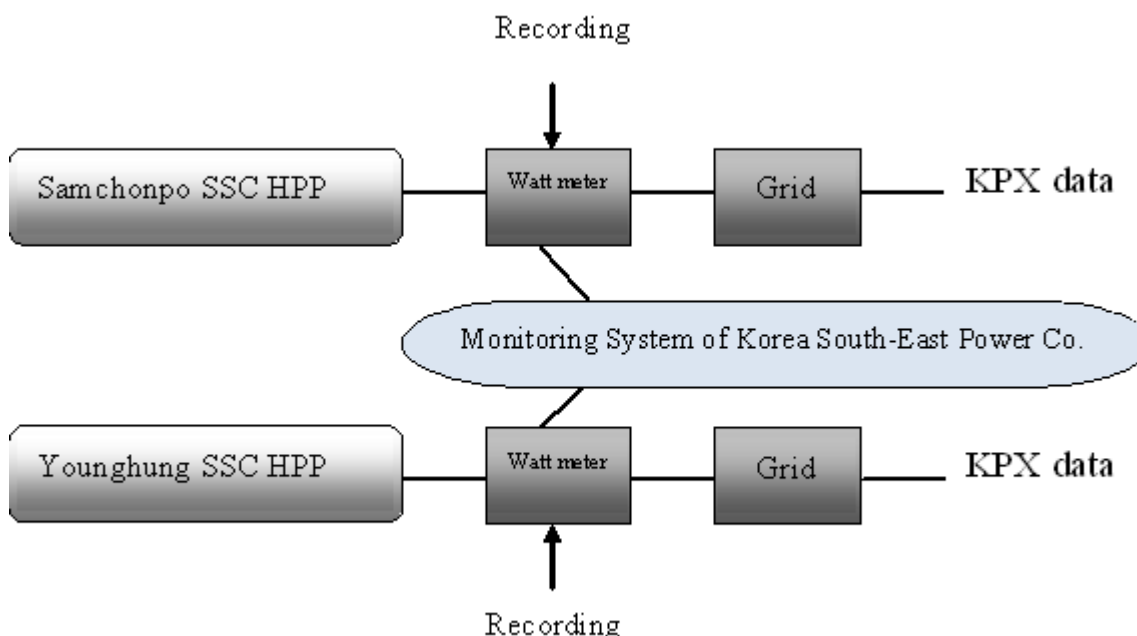 Recording
Samchonpo SSC HPP
Watt meter
Grid
KPX data
Monitoring System of Korea South-East Power Co.
Younghung SSC HPP
Watt meter
Grid
KPX data
Recording